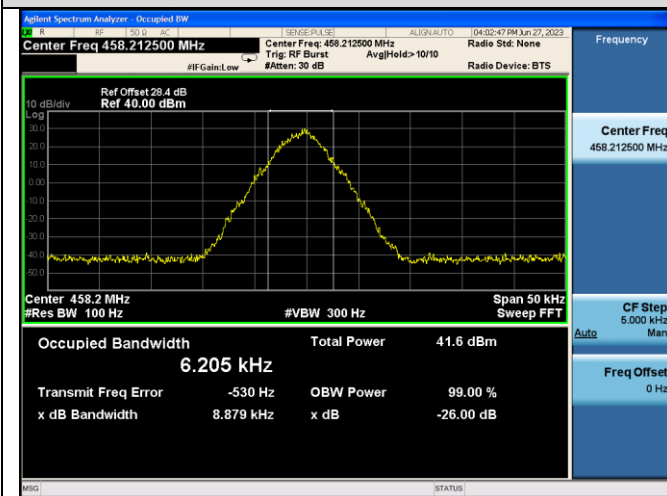 Agilent Spectrum Analyzer - Occupied BW
R RF 50 Ω AC SENSE:PULSE ALIGNAUTO 04:02:47 PM Jun 27, 2023
Center Freq 458.212500 MHz
Center Freq: 458.212500 MHz Radio Std: None
Trig: RF Burst Avg|Hold:> 10/10
#IFGain:Low #Atten: 30 dB Radio Device: BTS
Ref Offset 28.4 dB
10 dB/div Ref 40.00 dBm
Log
30.0
20.0
10.0
0.00
-10.0
-20.0
-30.0
-40.0
-50.0
Center 458.2 MHz Span 50 kHz
#Res BW 100 Hz #VBW 300 Hz Sweep FFT
Occupied Bandwidth Total Power 41.6 dBm
6.205 kHz
Transmit Freq Error -530 Hz OBW Power 99.00 %
x dB Bandwidth 8.879 kHz x dB -26.00 dB
MSG STATUS
Frequency
Center Freq
458.212500 MHz
CF Step
5.000 kHz
Auto Man
Freq Offset
0 Hz